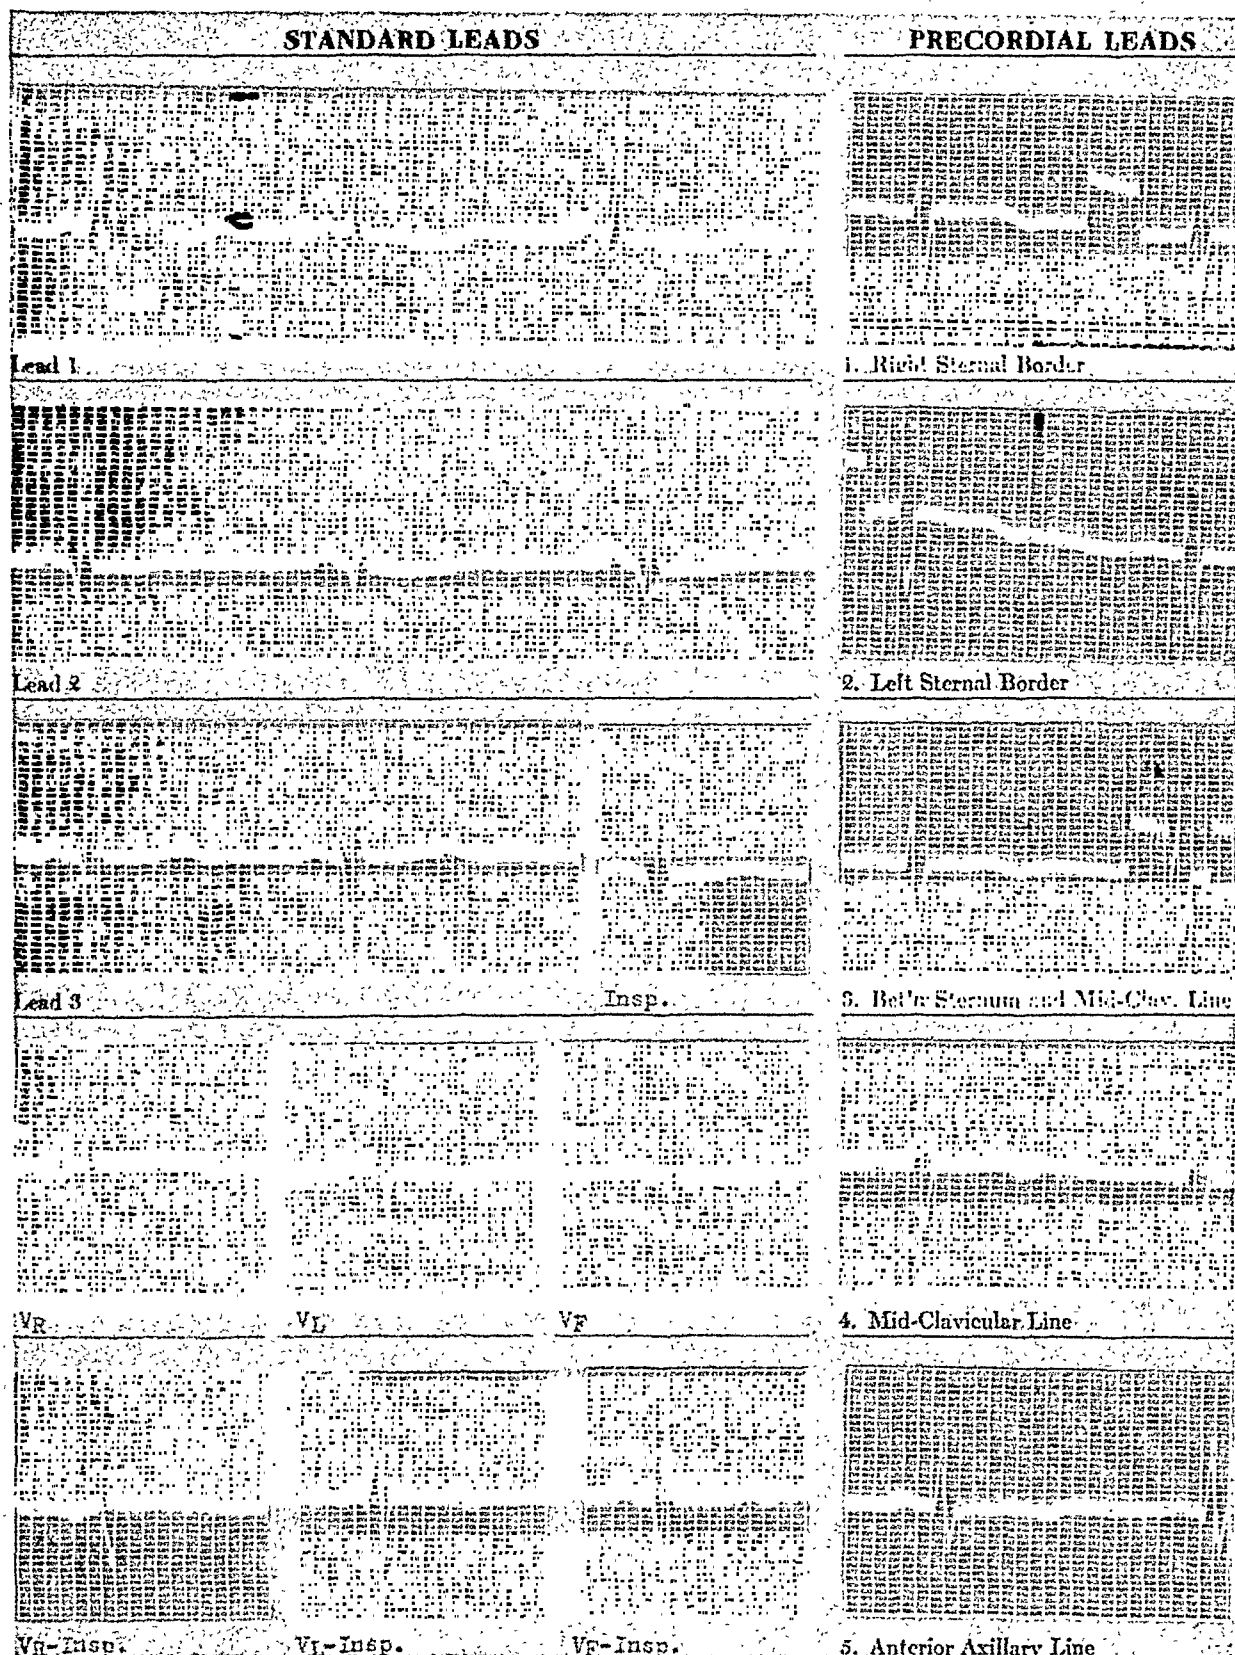 STANDARD LEADS
PRECORDIAL LEADS
Lead 1
1. Right Sternal Border
Lead 2
2. Left Sternal Border
Lead 3
Insp.
3. Betw Sternum and Mid-Clav. Line
VR
VL
VF
4. Mid-Clavicular Line
VR-Insp.
VL-Insp.
VF-Insp.
5. Anterior Axillary Line